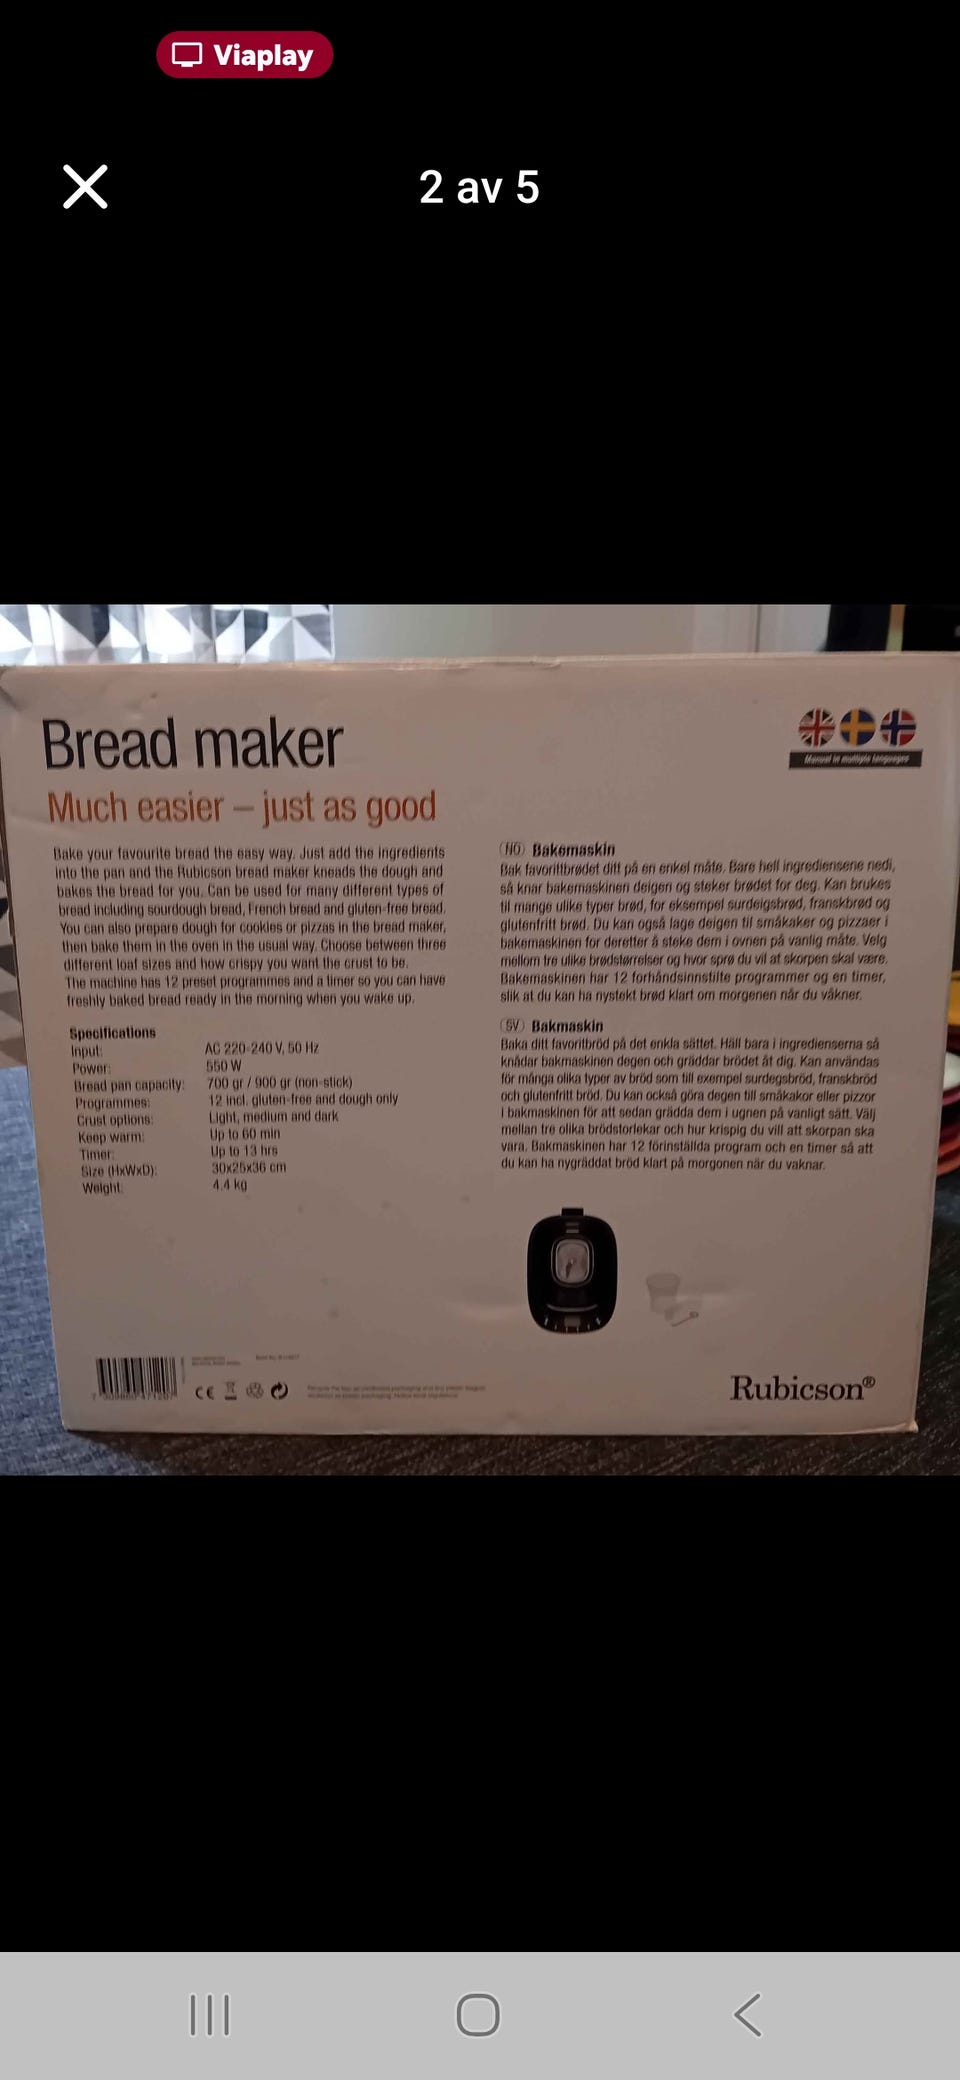 Viaplay
2 av 5
Bread maker
Much easier – just as good
Manual in multiple languages
Bake your favourite bread the easy way. Just add the ingredients
into the pan and the Rubicson bread maker kneads the dough and
bakes the bread for you. Can be used for many different types of
bread including sourdough bread, French bread and gluten-free bread.
You can also prepare dough for cookies or pizzas in the bread maker,
then bake them in the oven in the usual way. Choose between three
different loaf sizes and how crispy you want the crust to be.
The machine has 12 preset programmes and a timer so you can have
freshly baked bread ready in the morning when you wake up.
Specifications
Input: AC 220-240 V, 50 Hz
Power: 550 W
Bread pan capacity: 700 gr / 900 gr (non-stick)
Programmes: 12 incl. gluten-free and dough only
Crust options: Light, medium and dark
Keep warm: Up to 60 min
Timer: Up to 13 hrs
Size (HxWxD): 30x25x36 cm
Weight: 4.4 kg
NO Bakemaskin
Bak favorittbrødet ditt på en enkel måte. Bare hell ingrediensene nedi,
så knar bakemaskinen deigen og steker brødet for deg. Kan brukes
til mange ulike typer brød, for eksempel surdeigsbrød, franskbrød og
glutenfritt brød. Du kan også lage deigen til småkaker og pizzaer i
bakemaskinen for deretter å steke dem i ovnen på vanlig måte. Velg
mellom tre ulike brødstørrelser og hvor sprø du vil at skorpen skal være.
Bakemaskinen har 12 forhåndsinnstilte programmer og en timer,
slik at du kan ha nystekt brød klart om morgenen når du våkner.
SV Bakmaskin
Baka ditt favoritbröd på det enkla sättet. Häll bara i ingredienserna så
knådar bakmaskinen degen och gräddar brödet åt dig. Kan användas
för många olika typer av bröd som till exempel surdegsbröd, franskbröd
och glutenfritt bröd. Du kan också göra degen till småkakor eller pizzor
i bakmaskinen för att sedan grädda dem i ugnen på vanligt sätt. Välj
mellan tre olika brödstorlekar och hur krispig du vill att skorpan ska
vara. Bakmaskinen har 12 förinställda program och en timer så att
du kan ha nygräddat bröd klart på morgonen när du vaknar.
CE
Rubicson®